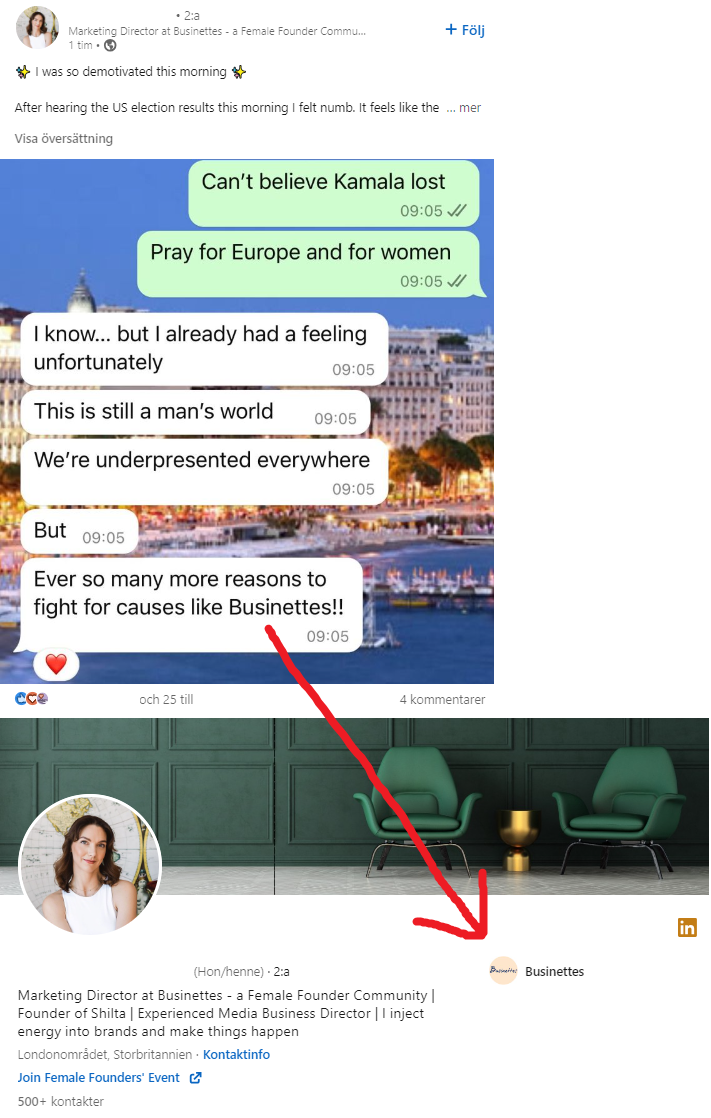 • 2:a
Marketing Director at Businettes - a Female Founder Commu...
1 tim •
+ Följ
✨ I was so demotivated this morning ✨
After hearing the US election results this morning I felt numb. It feels like the ... mer
Visa översättning
Can't believe Kamala lost
09:05
Pray for Europe and for women
09:05
I know... but I already had a feeling
unfortunately
09:05
This is still a man's world
09:05
We're underpresented everywhere
09:05
But
09:05
Ever so many more reasons to
fight for causes like Businettes!!
09:05
och 25 till
4 kommentarer
in
(Hon/henne) · 2:a
Businettes
Businettes
Marketing Director at Businettes - a Female Founder Community |
Founder of Shilta | Experienced Media Business Director | I inject
energy into brands and make things happen
Londonområdet, Storbritannien · Kontaktinfo
Join Female Founders' Event
500+ kontakter